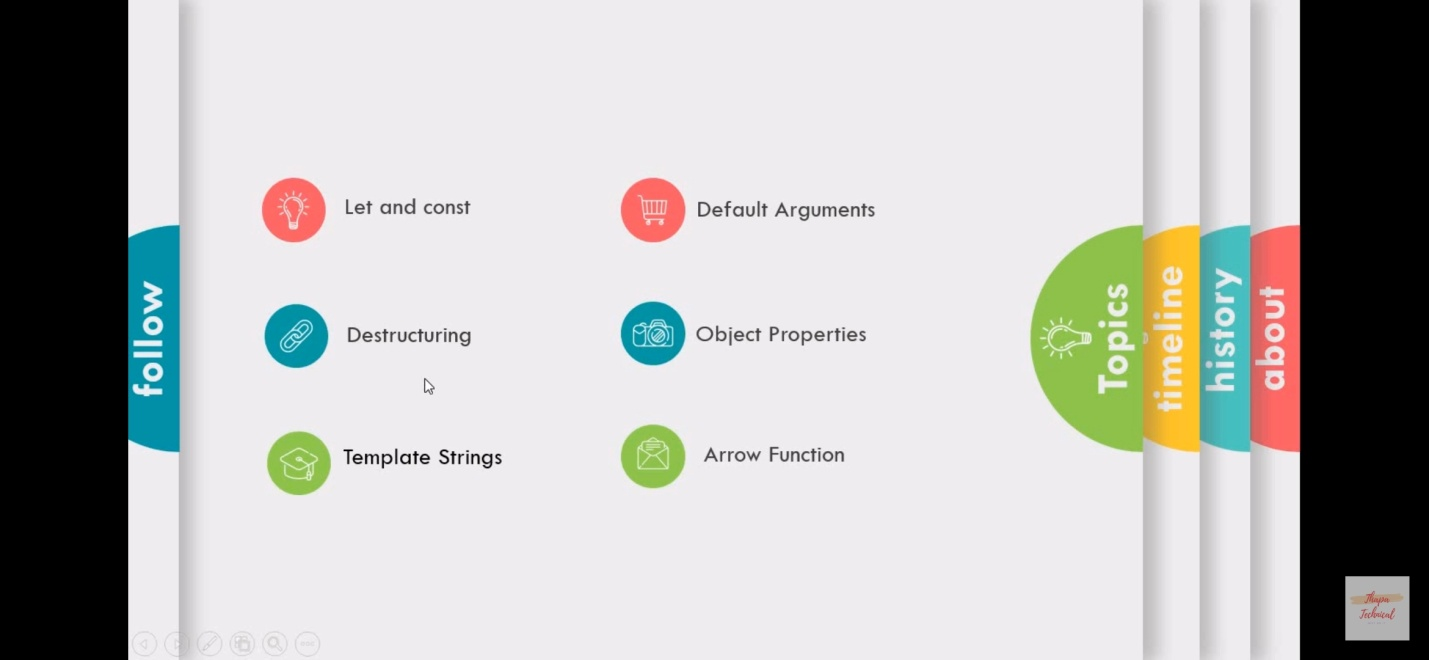 Let and const
Default Arguments
Destructuring
Object Properties
Template Strings
Arrow Function
follow
Topics
timeline
history
about
Thapa
Technical